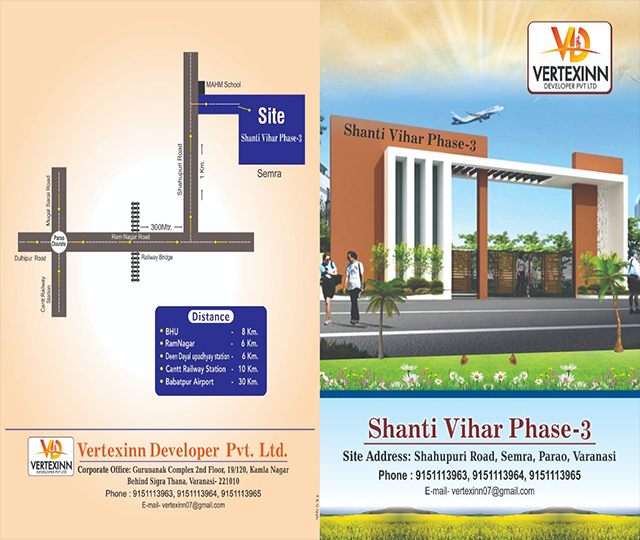 MAHM School
Site
Shanti Vihar Phase-3
Semra
Shahupuri Road
1 Km.
Mugal Sarai Road
300Mtr.
Parao
Ram Nagar Road
Dulhipur Road
Railway Bridge
Cantt Railway
Station
Distance
BHU - 8 Km.
RamNagar - 6 Km.
Deen Dayal upadhyay station - 6 Km.
Cantt Railway Station - 10 Km.
Babatpur Airport - 30 Km.
VD
VERTEXINN
DEVELOPER PVT LTD
Vertexinn Developer Pvt. Ltd.
Corporate Office: Gurunanak Complex 2nd Floor, 19/120, Kamla Nagar
Behind Sigra Thana, Varanasi- 221010
Phone : 9151113963, 9151113964, 9151113965
E-mail- vertexinn07@gmail.com
VD
VERTEXINN
DEVELOPER PVT LTD
Shanti Vihar Phase-3
Shanti Vihar Phase-3
Site Address: Shahupuri Road, Semra, Parao, Varanasi
Phone : 9151113963, 9151113964, 9151113965
E-mail- vertexinn07@gmail.com